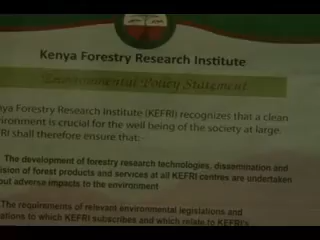 Kenya Forestry Research Institute
Environmental Policy Statement
ya Forestry Research Institute (KEFRI) recognizes that a clean
ironment is crucial for the well being of the society at large.
RI shall therefore ensure that:-
The development of forestry research technologies, dissemination and
ision of forest products and services at all KEFRI centres are undertaken
out adverse impacts to the environment
The requirements of relevant environmental legislations and
ations to which KEFRI subscribes and which relate to KEFRI's